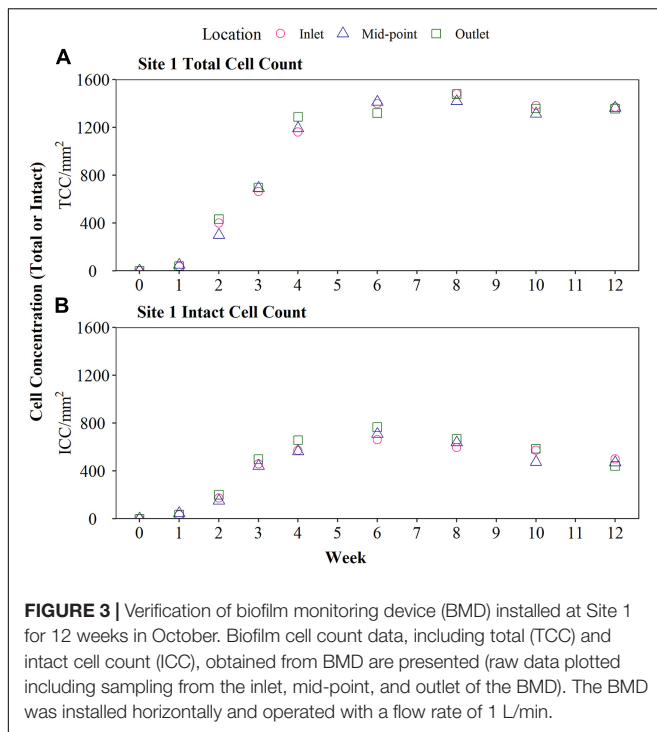 Location Inlet Mid-point Outlet
A Site 1 Total Cell Count
1600
1200
800
400
0
TCC/mm²
0 1 2 3 4 5 6 7 8 9 10 11 12
B Site 1 Intact Cell Count
1600
1200
800
400
0
ICC/mm²
Cell Concentration (Total or Intact)
0 1 2 3 4 5 6 7 8 9 10 11 12
Week
FIGURE 3 | Verification of biofilm monitoring device (BMD) installed at Site 1
for 12 weeks in October. Biofilm cell count data, including total (TCC) and
intact cell count (ICC), obtained from BMD are presented (raw data plotted
including sampling from the inlet, mid-point, and outlet of the BMD). The BMD
was installed horizontally and operated with a flow rate of 1 L/min.